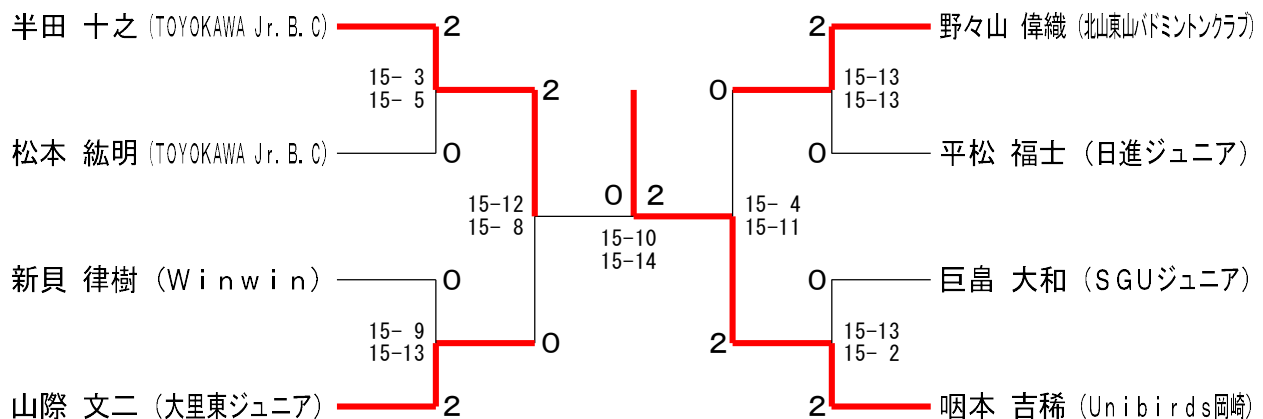 半田 十之 (TOYOKAWA Jr.B.C) 2
15- 3
15- 5
2
松本 紘明 (TOYOKAWA Jr.B.C) 0
15-12
15- 8
新貝 律樹 (Winwin) 0
15- 9
15-13
0
山際 文二 (大里東ジュニア) 2
0 2
15-10
15-14
2 野々山 偉織 (北山東山バドミントンクラブ)
0
15-13
15-13
0 平松 福士 (日進ジュニア)
15- 4
15-11
0 巨畠 大和 (SGUジュニア)
2
15-13
15- 2
2 咽本 吉稀 (Unibirds岡崎)